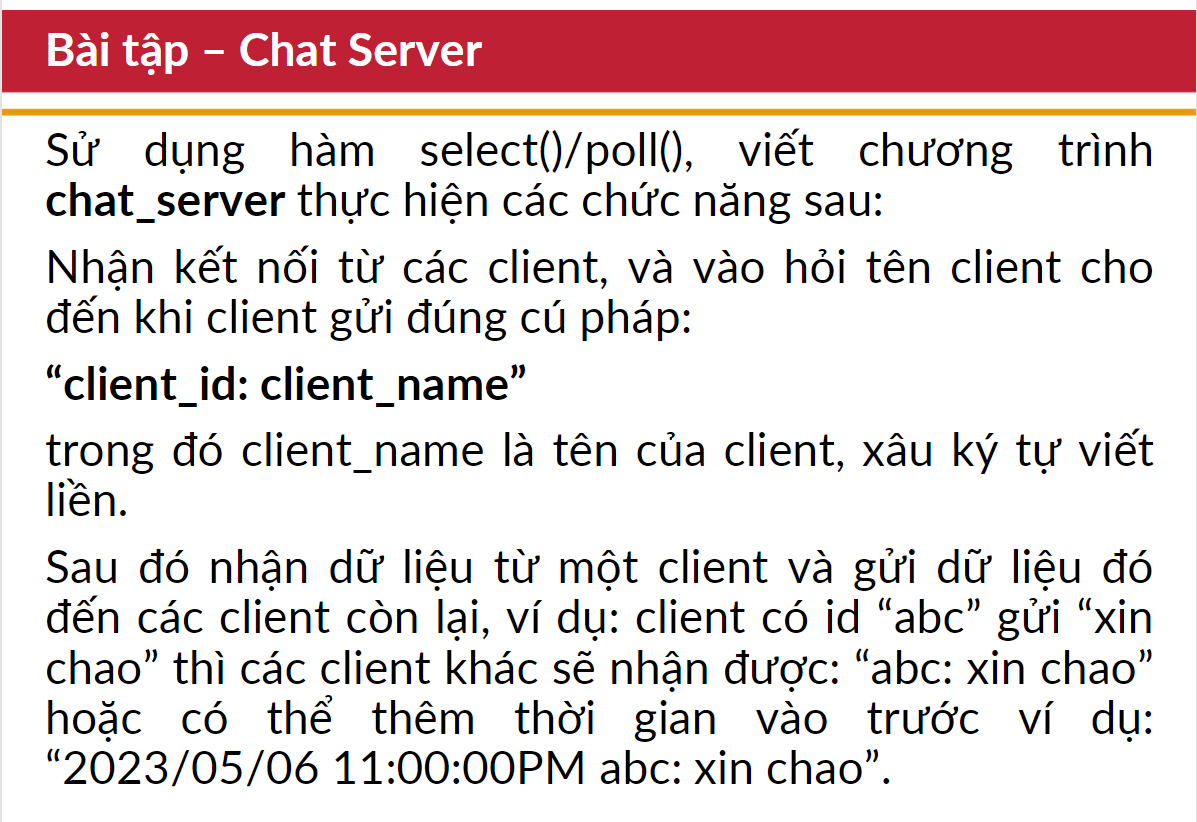 Bài tập – Chat Server
Sử dụng hàm select()/poll(), viết chương trình
chat_server thực hiện các chức năng sau:
Nhận kết nối từ các client, và vào hỏi tên client cho
đến khi client gửi đúng cú pháp:
“client_id: client_name”
trong đó client_name là tên của client, xâu ký tự viết
liền.
Sau đó nhận dữ liệu từ một client và gửi dữ liệu đó
đến các client còn lại, ví dụ: client có id “abc” gửi “xin
chao” thì các client khác sẽ nhận được: “abc: xin chao”
hoặc có thể thêm thời gian vào trước ví dụ:
“2023/05/06 11:00:00PM abc: xin chao”.